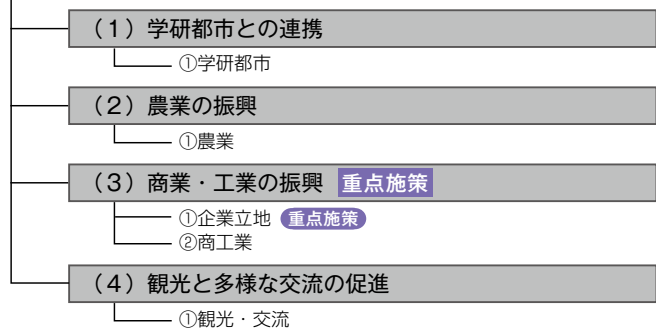 （1）学研都市との連携
①学研都市
（2）農業の振興
①農業
（3）商業・工業の振興 重点施策
①企業立地 重点施策
②商工業
（4）観光と多様な交流の促進
①観光・交流